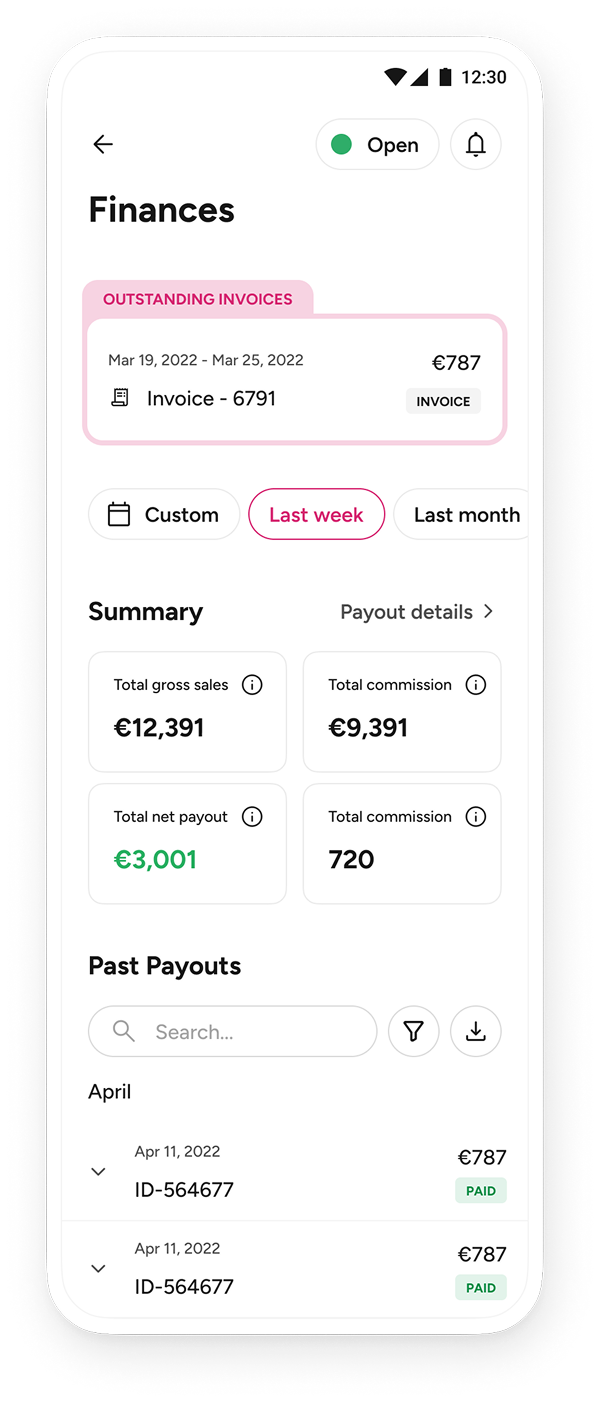 12:30
Open
Finances
OUTSTANDING INVOICES
Mar 19, 2022 - Mar 25, 2022
€787
Invoice - 6791
INVOICE
Custom
Last week
Last month
Summary
Payout details
Total gross sales
€12,391
Total commission
€9,391
Total net payout
€3,001
Total commission
720
Past Payouts
Search...
April
Apr 11, 2022
€787
ID-564677
PAID
Apr 11, 2022
€787
ID-564677
PAID